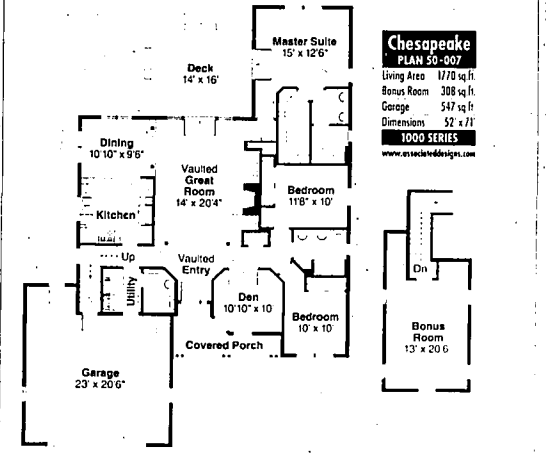 Master Suite
15' x 12'6"
Deck
14' x 16'
Chesapeake
PLAN 50-007
Living Area 1770 sq.ft.
Bonus Room 308 sq.ft.
Garage 547 sq.ft
Dimensions 52' x 71'
1000 SERIES
www.associateddesigns.com
Dining
10'10" x 9'6"
Vaulted
Great
Room
14' x 20'4"
Kitchen
Bedroom
11'8" x 10'
Up
Vaulted
Entry
Utility
Den
10'10" x 10'
Bedroom
10' x 10'
Covered Porch
Garage
23' x 20'6"
Dn
Bonus
Room
13' x 20'6